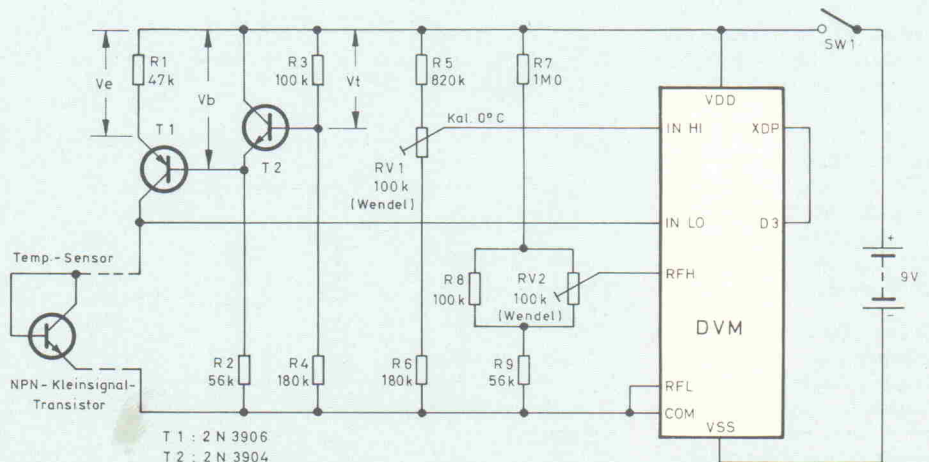 SW1
R1
47k
R3
100k
R5
820k
R7
1M0
Ve
Vb
Vt
T1
T2
Kal. 0°C
RV1
100k
(Wendel)
VDD
IN HI
XDP
IN LO
D3
RFH
DVM
RFL
COM
VSS
+
9V
-
Temp.-Sensor
R8
100k
RV2
100k
(Wendel)
R2
56k
R4
180k
R6
180k
R9
56k
NPN-Kleinsignal-
Transistor
T1 : 2N3906
T2 : 2N3904